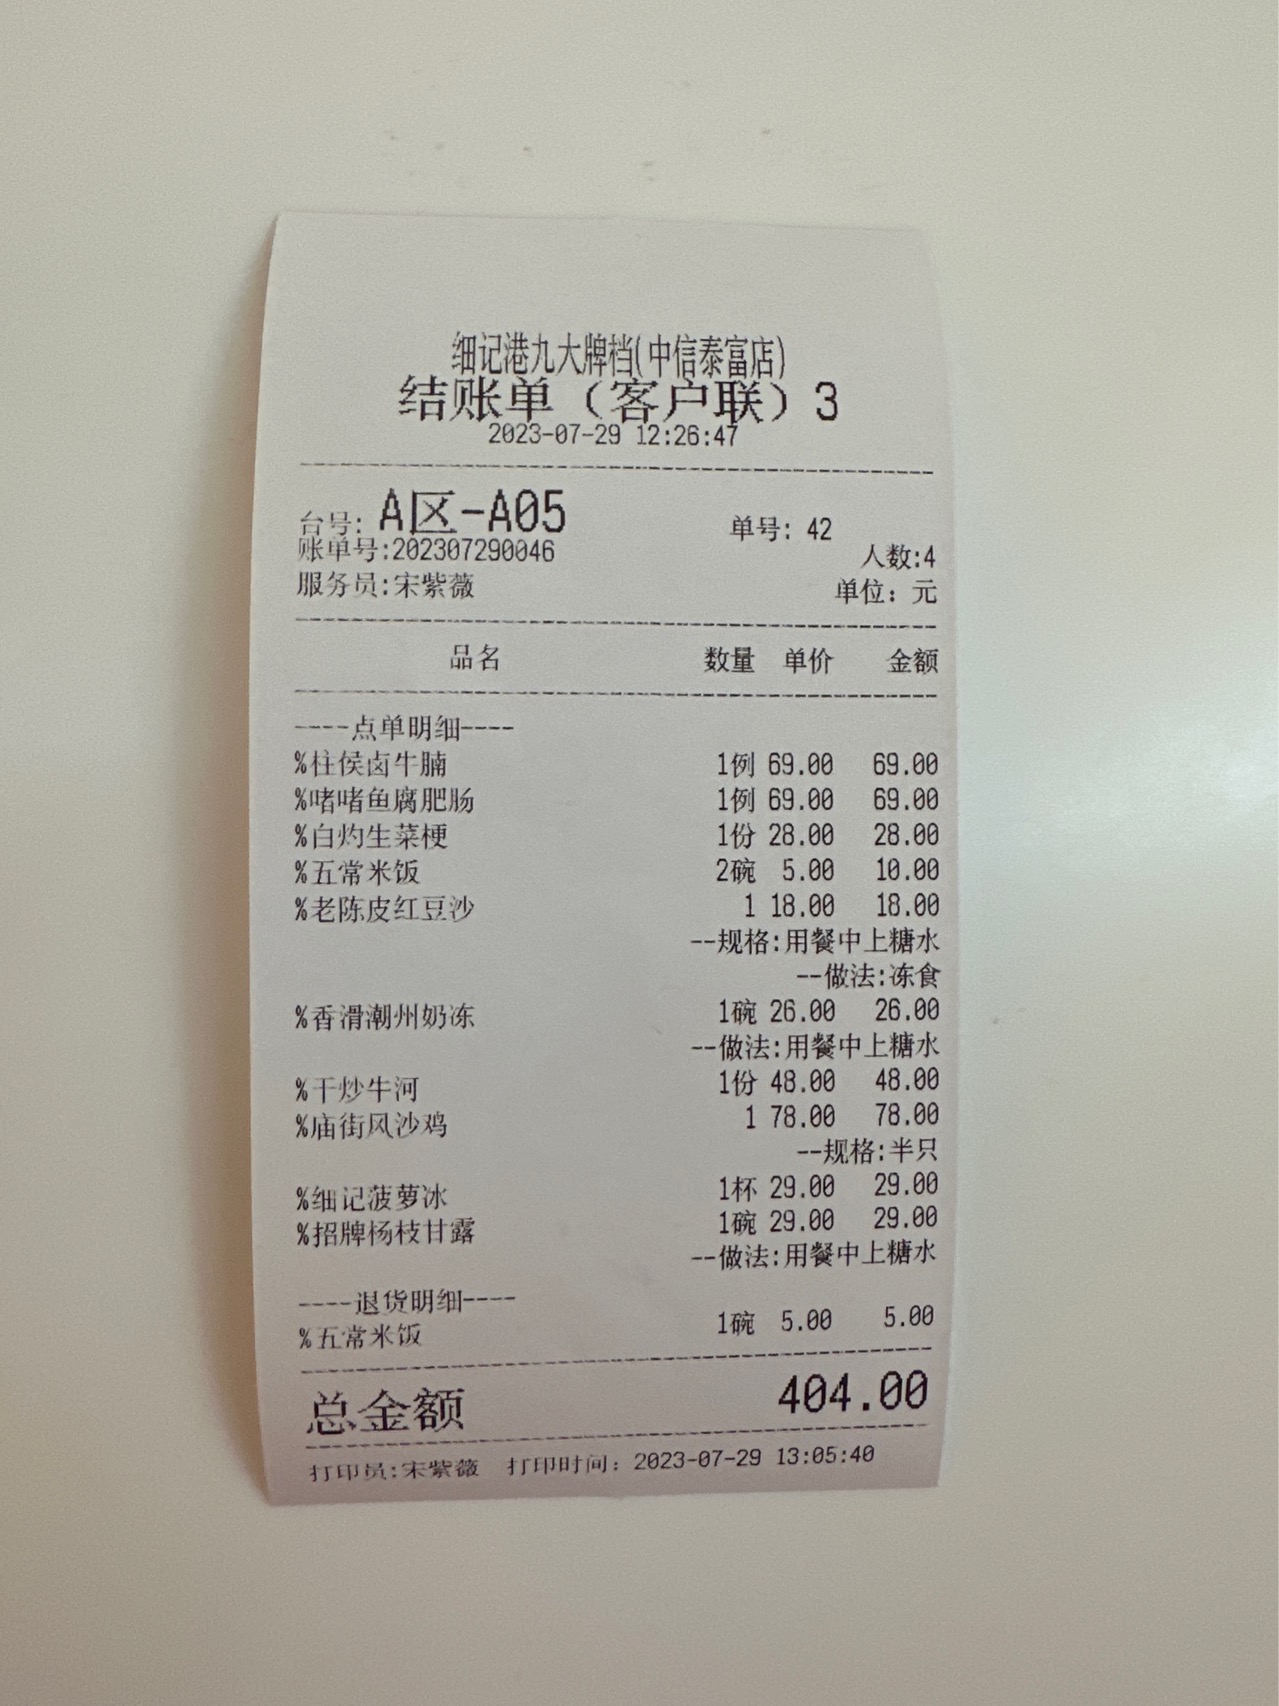 细记港九大牌档(中信泰富店)
结账单（客户联）3
2023-07-29 12:26:47
台号: A区-A05 单号: 42
账单号:202307290046 人数:4
服务员:宋紫薇 单位: 元
品名 数量 单价 金额
----点单明细----
%柱侯卤牛腩 1例 69.00 69.00
%啫啫鱼腐肥肠 1例 69.00 69.00
%白灼生菜梗 1份 28.00 28.00
%五常米饭 2碗 5.00 10.00
%老陈皮红豆沙 1 18.00 18.00
--规格:用餐中上糖水
--做法:冻食
%香滑潮州奶冻 1碗 26.00 26.00
--做法:用餐中上糖水
%干炒牛河 1份 48.00 48.00
%庙街风沙鸡 1 78.00 78.00
--规格:半只
%细记菠萝冰 1杯 29.00 29.00
%招牌杨枝甘露 1碗 29.00 29.00
--做法:用餐中上糖水
----退货明细----
%五常米饭 1碗 5.00 5.00
总金额 404.00
打印员:宋紫薇 打印时间: 2023-07-29 13:05:40